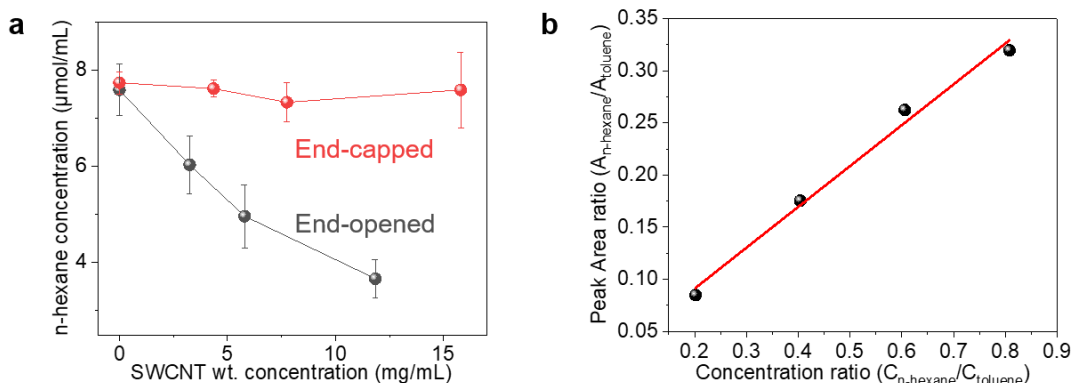 a
n-hexane concentration (μmol/mL)
8
6
4
End-capped
End-opened
0
5
10
15
SWCNT wt. concentration (mg/mL)
b
Peak Area ratio (An-hexane/Atoluene)
0.35
0.30
0.25
0.20
0.15
0.10
0.05
0.2 0.3 0.4 0.5 0.6 0.7 0.8 0.9
Concentration ratio (Cn-hexane/Ctoluene)